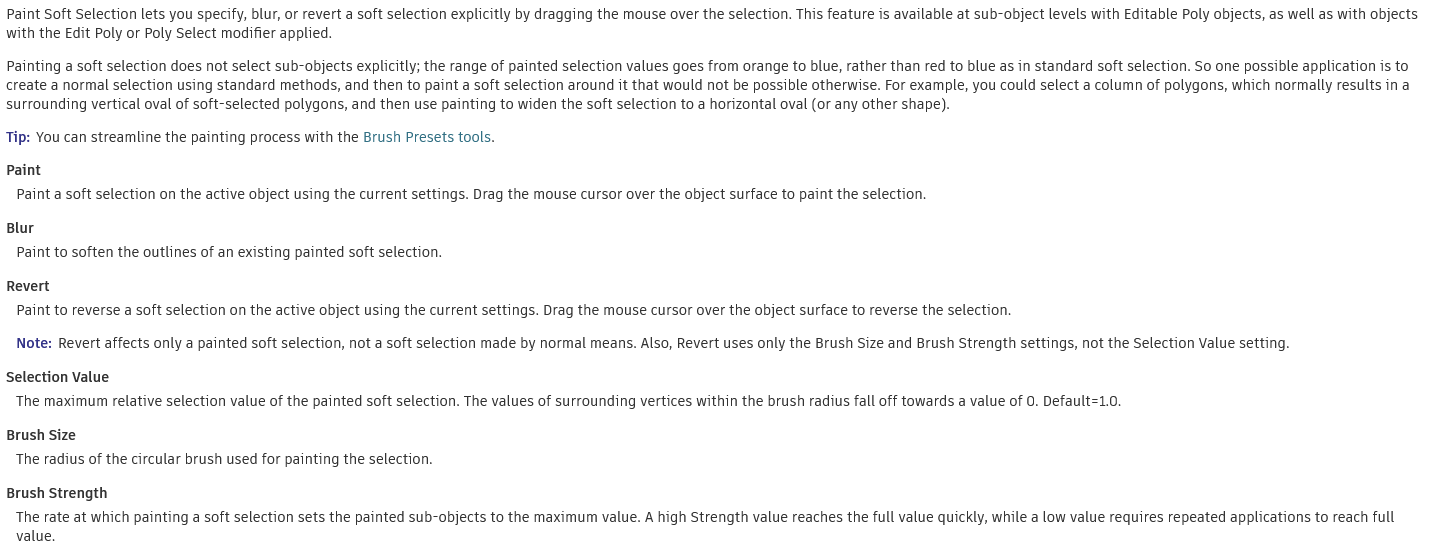 Paint Soft Selection lets you specify, blur, or revert a soft selection explicitly by dragging the mouse over the selection. This feature is available at sub-object levels with Editable Poly objects, as well as with objects
with the Edit Poly or Poly Select modifier applied.
Painting a soft selection does not select sub-objects explicitly; the range of painted selection values goes from orange to blue, rather than red to blue as in standard soft selection. So one possible application is to
create a normal selection using standard methods, and then to paint a soft selection around it that would not be possible otherwise. For example, you could select a column of polygons, which normally results in a
surrounding vertical oval of soft-selected polygons, and then use painting to widen the soft selection to a horizontal oval (or any other shape).
Tip: You can streamline the painting process with the Brush Presets tools.
Paint
Paint a soft selection on the active object using the current settings. Drag the mouse cursor over the object surface to paint the selection.
Blur
Paint to soften the outlines of an existing painted soft selection.
Revert
Paint to reverse a soft selection on the active object using the current settings. Drag the mouse cursor over the object surface to reverse the selection.
Note: Revert affects only a painted soft selection, not a soft selection made by normal means. Also, Revert uses only the Brush Size and Brush Strength settings, not the Selection Value setting.
Selection Value
The maximum relative selection value of the painted soft selection. The values of surrounding vertices within the brush radius fall off towards a value of 0. Default=1.0.
Brush Size
The radius of the circular brush used for painting the selection.
Brush Strength
The rate at which painting a soft selection sets the painted sub-objects to the maximum value. A high Strength value reaches the full value quickly, while a low value requires repeated applications to reach full
value.